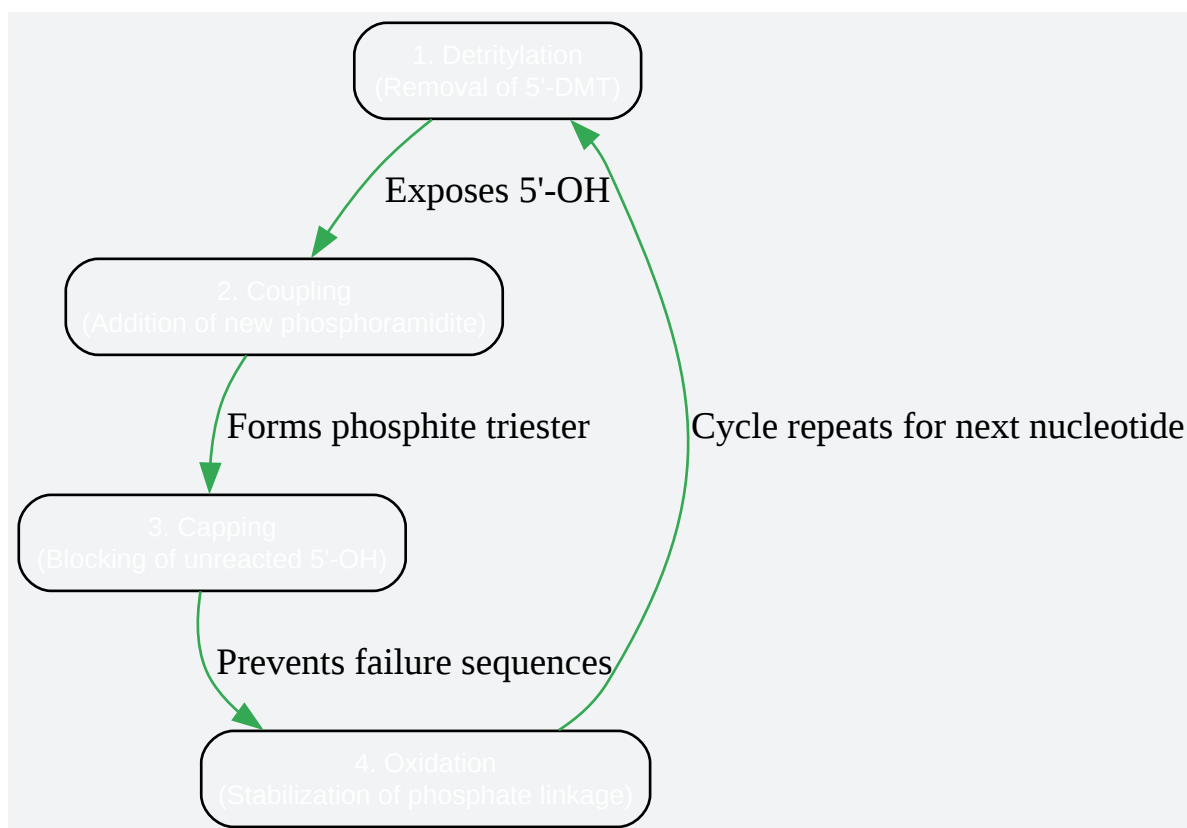 1. Detritylation
(Removal of 5'-DMT)
Exposes 5'-OH
2. Coupling
(Addition of new phosphoramidite)
Forms phosphite triester
Cycle repeats for next nucleotide
3. Capping
(Blocking of unreacted 5'-OH)
Prevents failure sequences
4. Oxidation
(Stabilization of phosphate linkage)